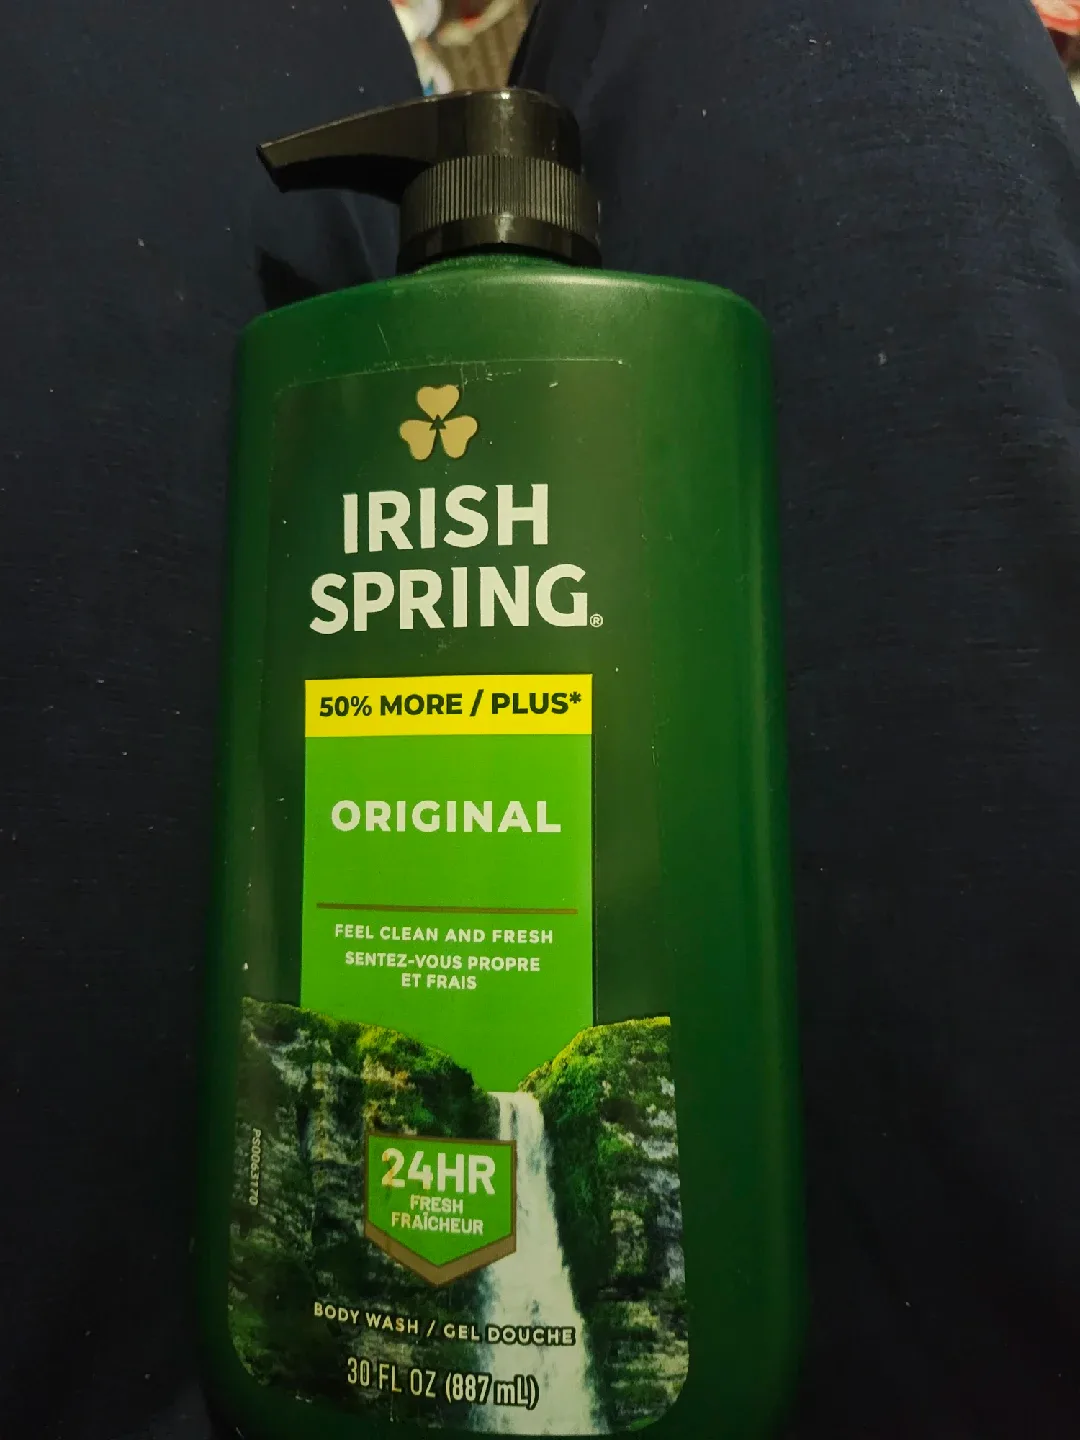 IRISH
SPRING®
50% MORE / PLUS*
ORIGINAL
FEEL CLEAN AND FRESH
SENTEZ-VOUS PROPRE
ET FRAIS
PS0063170
24HR
FRESH
FRAÎCHEUR
BODY WASH / GEL DOUCHE
30 FL OZ (887 mL)